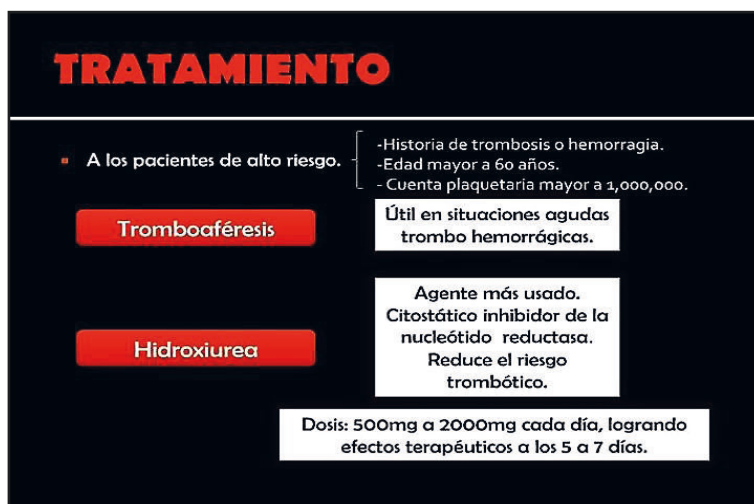 TRATAMIENTO
-Historia de trombosis o hemorragia.
A los pacientes de alto riesgo.
-Edad mayor a 60 años.
- Cuenta plaquetaria mayor a 1,000,000.
Tromboaféresis
Útil en situaciones agudas
trombo hemorrágicas.
Hidroxiurea
Agente más usado.
Citostático inhibidor de la
nucleótido reductasa.
Reduce el riesgo
trombótico.
Dosis: 500mg a 2000mg cada día, logrando
efectos terapéuticos a los 5 a 7 días.